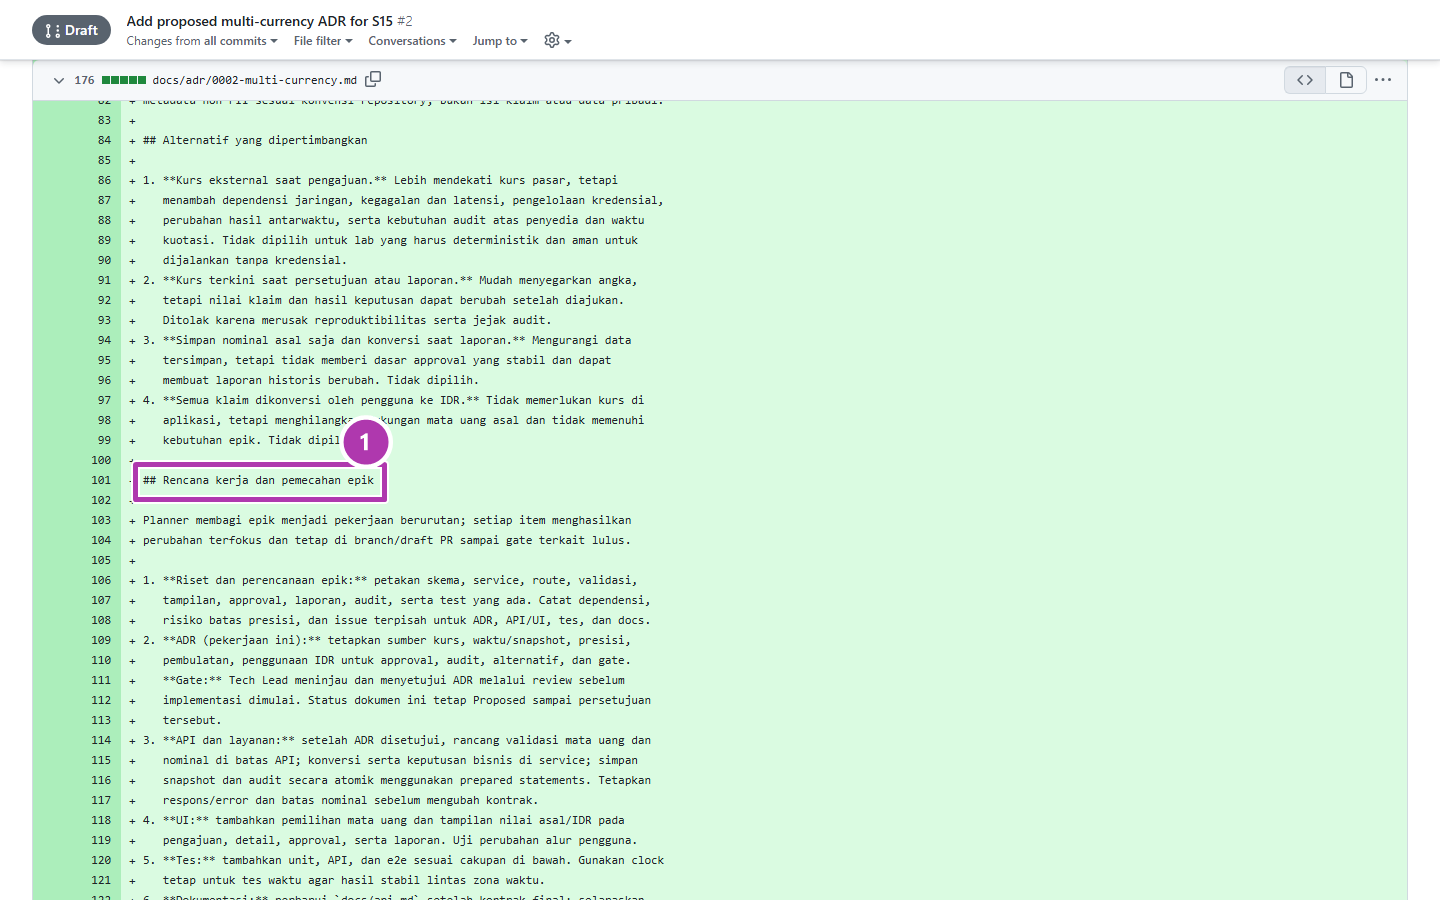 Draft
Add proposed multi-currency ADR for S15 #2
Changes from all commits File filter Conversations Jump to
176 docs/adr/0002-multi-currency.md
83 +
84 + ## Alternatif yang dipertimbangkan
85 +
86 + 1. **Kurs eksternal saat pengajuan.** Lebih mendekati kurs pasar, tetapi
87 + menambah dependensi jaringan, kegagalan dan latensi, pengelolaan kredensial,
88 + perubahan hasil antarwaktu, serta kebutuhan audit atas penyedia dan waktu
89 + kuotasi. Tidak dipilih untuk lab yang harus deterministik dan aman untuk
90 + dijalankan tanpa kredensial.
91 + 2. **Kurs terkini saat persetujuan atau laporan.** Mudah menyegarkan angka,
92 + tetapi nilai klaim dan hasil keputusan dapat berubah setelah diajukan.
93 + Ditolak karena merusak reproduktibilitas serta jejak audit.
94 + 3. **Simpan nominal asal saja dan konversi saat laporan.** Mengurangi data
95 + tersimpan, tetapi tidak memberi dasar approval yang stabil dan dapat
96 + membuat laporan historis berubah. Tidak dipilih.
97 + 4. **Semua klaim dikonversi oleh pengguna ke IDR.** Tidak memerlukan kurs di
98 + aplikasi, tetapi mata uang asal dan tidak memenuhi
99 + kebutuhan epik. Tidak
1
100
101 ## Rencana kerja dan pemecahan epik
102
103 + Planner membagi epik menjadi pekerjaan berurutan; setiap item menghasilkan
104 + perubahan terfokus dan tetap di branch/draft PR sampai gate terkait lulus.
105 +
106 + 1. **Riset dan perencanaan epik:** petakan skema, service, route, validasi,
107 + tampilan, approval, laporan, audit, serta test yang ada. Catat dependensi,
108 + risiko batas presisi, dan issue terpisah untuk ADR, API/UI, tes, dan docs.
109 + 2. **ADR (pekerjaan ini):** tetapkan sumber kurs, waktu/snapshot, presisi,
110 + pembulatan, penggunaan IDR untuk approval, audit, alternatif, dan gate.
111 + **Gate:** Tech Lead meninjau dan menyetujui ADR melalui review sebelum
112 + implementasi dimulai. Status dokumen ini tetap Proposed sampai persetujuan
113 + tersebut.
114 + 3. **API dan layanan:** setelah ADR disetujui, rancang validasi mata uang dan
115 + nominal di batas API; konversi serta keputusan bisnis di service; simpan
116 + snapshot dan audit secara atomik menggunakan prepared statements. Tetapkan
117 + respons/error dan batas nominal sebelum mengubah kontrak.
118 + 4. **UI:** tambahkan pemilihan mata uang dan tampilan nilai asal/IDR pada
119 + pengajuan, detail, approval, serta laporan. Uji perubahan alur pengguna.
120 + 5. **Tes:** tambahkan unit, API, dan e2e sesuai cakupan di bawah. Gunakan clock
121 + tetap untuk tes waktu agar hasil stabil lintas zona waktu.